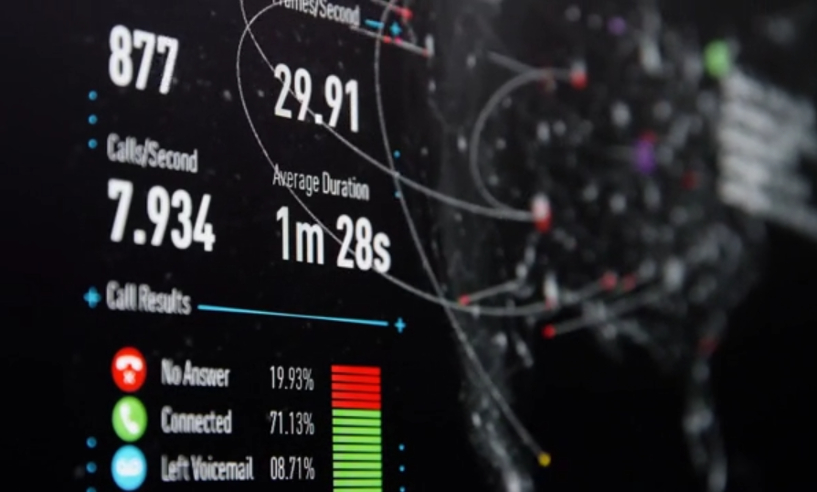 Frames/Second
877
29.91
Calls/Second
Average Duration
7.934
1m 28s
Call Results
No Answer 19.93%
Connected 71.13%
Left Voicemail 08.71%